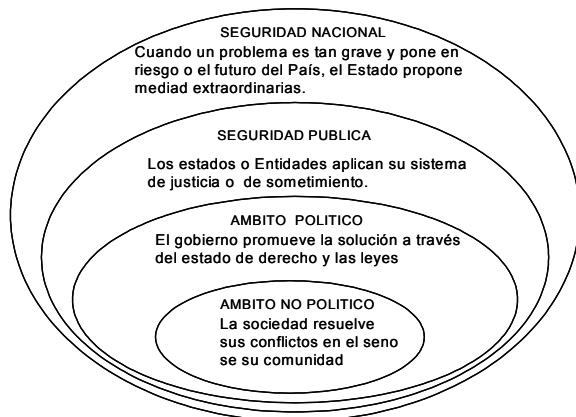 SEGURIDAD NACIONAL
Cuando un problema es tan grave y pone en
riesgo o el futuro del País, el Estado propone
mediad extraordinarias.
SEGURIDAD PUBLICA
Los estados o Entidades aplican su sistema
de justicia o de sometimiento.
AMBITO POLITICO
El gobierno promueve la solución a través
del estado de derecho y las leyes
AMBITO NO POLITICO
La sociedad resuelve
sus conflictos en el seno
se su comunidad